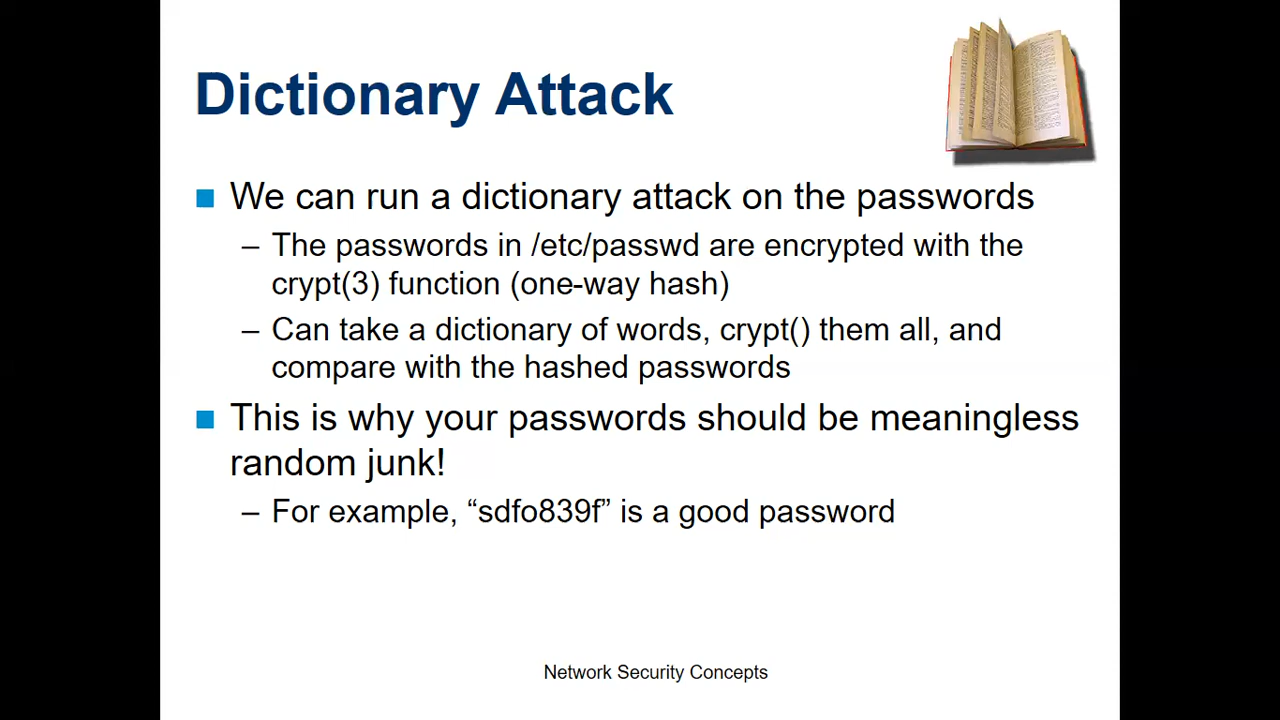 Dictionary Attack
We can run a dictionary attack on the passwords
– The passwords in /etc/passwd are encrypted with the
crypt(3) function (one-way hash)
– Can take a dictionary of words, crypt() them all, and
compare with the hashed passwords
This is why your passwords should be meaningless
random junk!
– For example, “sdfo839f” is a good password
Network Security Concepts